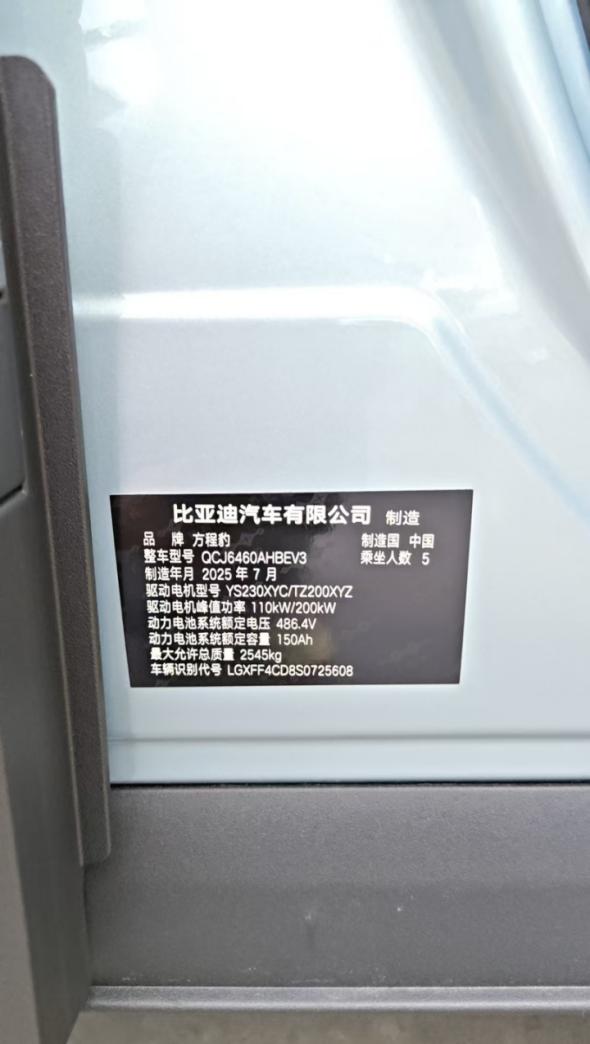 比亚迪汽车有限公司 制造
品 牌 方程豹 制造国 中国
整车型号 QCJ6460AHBEV3 乘坐人数 5
制造年月 2025 年 7 月
驱动电机型号 YS230XYC/TZ200XYZ
驱动电机峰值功率 110kW/200kW
动力电池系统额定电压 486.4V
动力电池系统额定容量 150Ah
最大允许总质量 2545kg
车辆识别代号 LGXFF4CD8S0725608